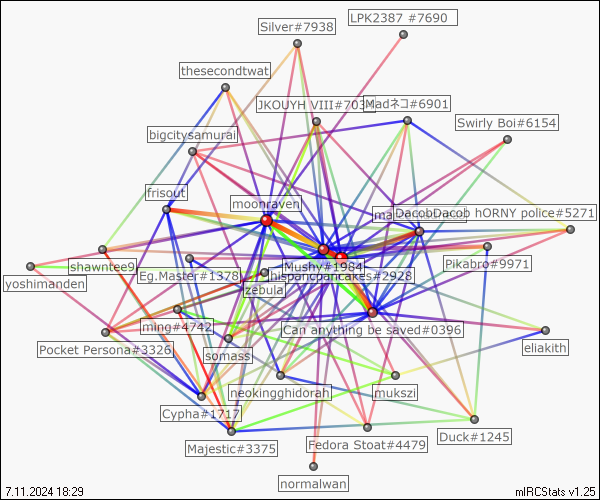 LPK2387 #7690
Silver#7938
thesecondtwat
JKOUYH VIII#703
Madネコ#6901
Swirly Boi#6154
bigcitysamurai
frisout
moonraven
DacobDacob hORNY police#5271
shawntee9
Eg.Master#1378
Mushy#1984
hispancpancakes#2928
Pikabro#9971
yoshimanden
zebula
ming#4742
Can anything be saved#0396
Pocket Persona#3326
somass
eliakith
neokingghidorah
mukszi
Cypha#1717
Majestic#3375
Fedora Stoat#4479
Duck#1245
normalwan
7.11.2024 18:29
mIRCStats v1.25